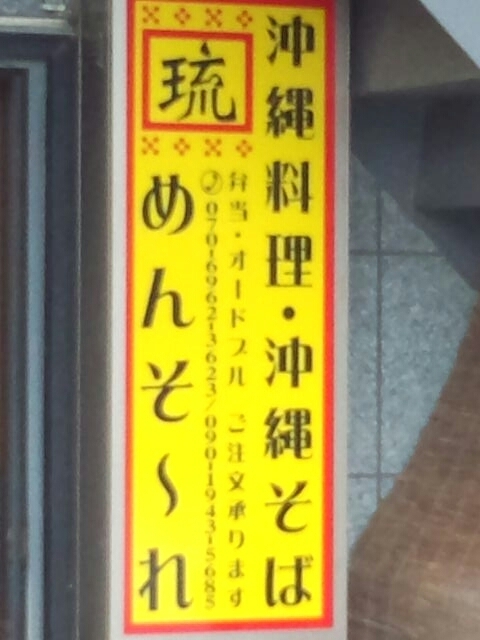 沖縄料理・沖縄そば
弁当・オードブル ご注文承ります
070-6962-3623/090-1943-5685
琉
めんそ〜れ